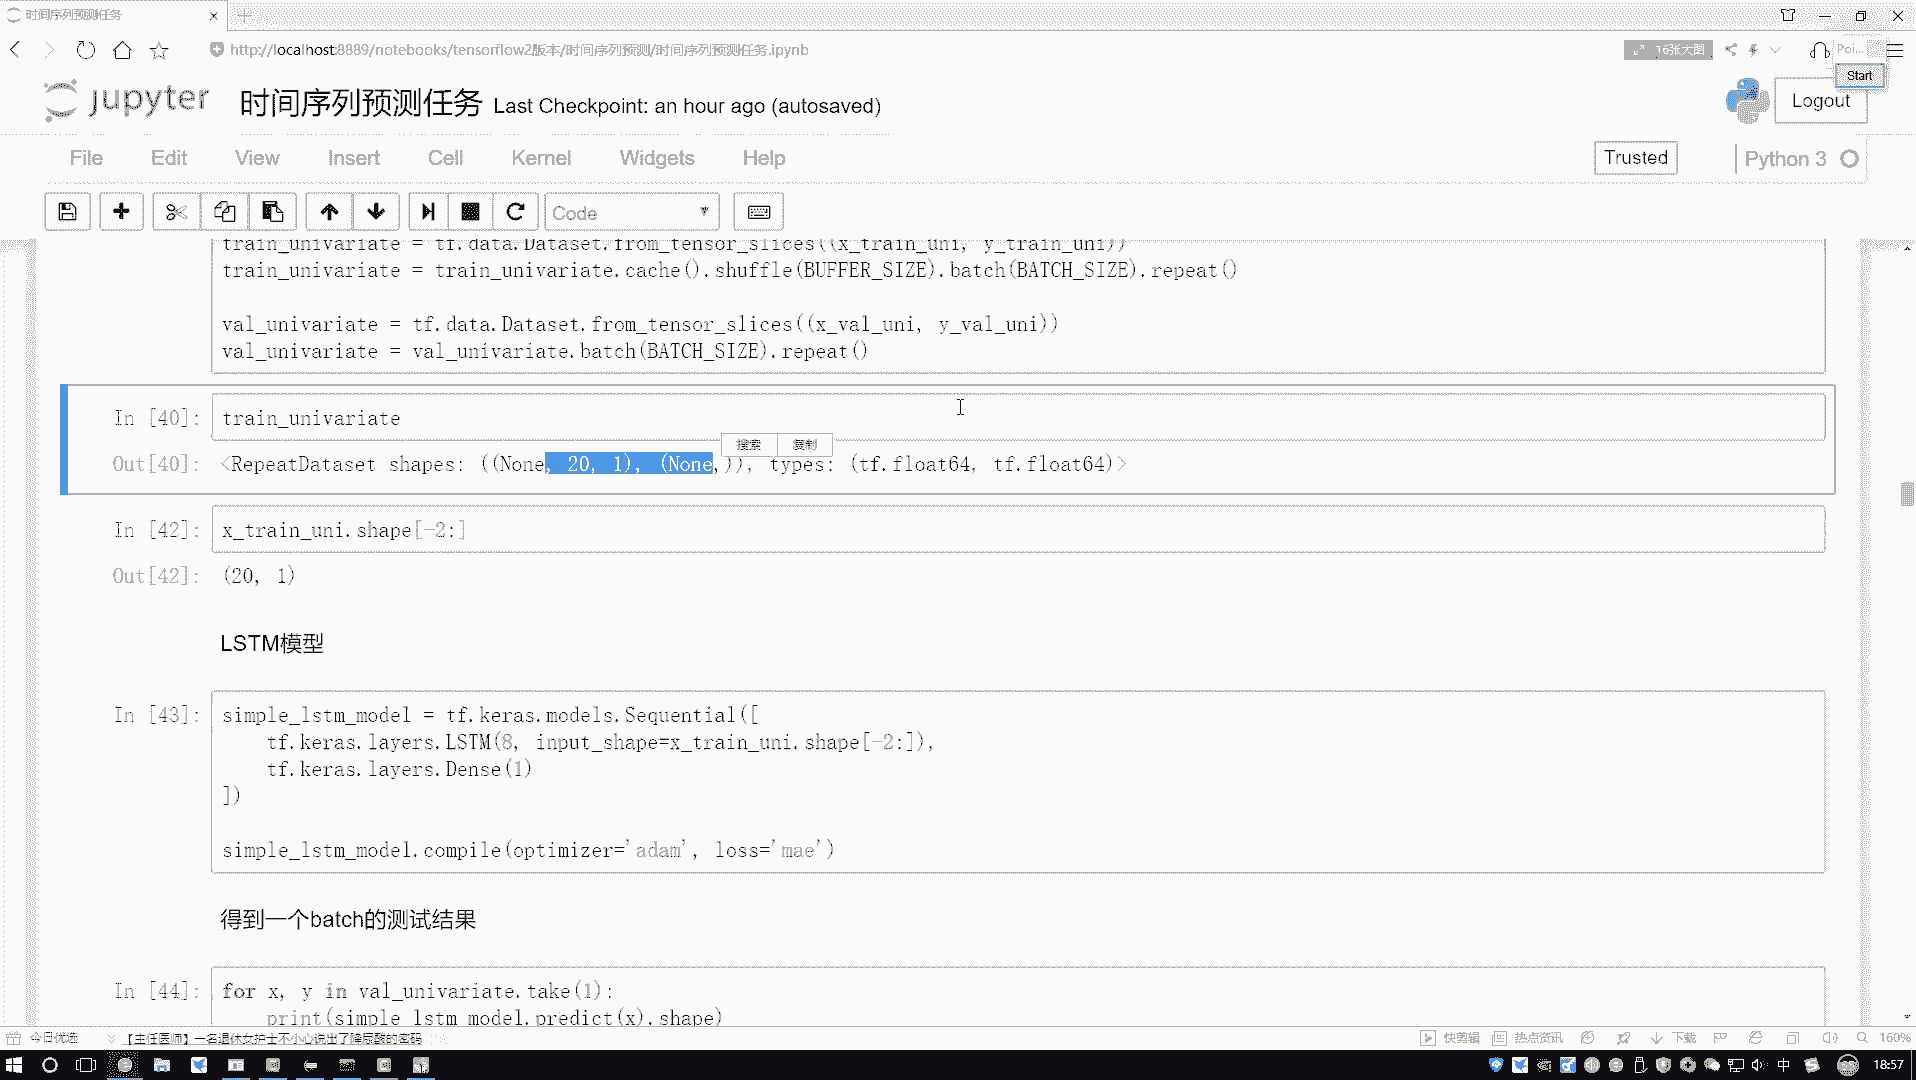 时间序列预测任务
http://localhost:8889/notebooks/tensorflow2版本/时间序列预测/时间序列预测任务.ipynb
16张大图
Poi...
Start
jupyter 时间序列预测任务 Last Checkpoint: an hour ago (autosaved)
Logout
File Edit View Insert Cell Kernel Widgets Help
Trusted
Python 3
Code
train_univariate = tf.data.Dataset.from_tensor_slices((x_train_uni, y_train_uni))
train_univariate = train_univariate.cache().shuffle(BUFFER_SIZE).batch(BATCH_SIZE).repeat()
val_univariate = tf.data.Dataset.from_tensor_slices((x_val_uni, y_val_uni))
val_univariate = val_univariate.batch(BATCH_SIZE).repeat()
In [40]: train_univariate
搜索 复制
Out[40]: <RepeatDataset shapes: ((None, 20, 1), (None,)), types: (tf.float64, tf.float64)>
In [42]: x_train_uni.shape[-2:]
Out[42]: (20, 1)
LSTM模型
In [43]: simple_lstm_model = tf.keras.models.Sequential([
tf.keras.layers.LSTM(8, input_shape=x_train_uni.shape[-2:]),
tf.keras.layers.Dense(1)
])
simple_lstm_model.compile(optimizer='adam', loss='mae')
得到一个batch的测试结果
In [44]: for x, y in val_univariate.take(1):
print(simple_lstm_model.predict(x).shape)
今日优选
【主任医师】一名退休女护士不小心说出了降尿酸的密码
快剪辑 热点资讯 下载 160%
中 18:57